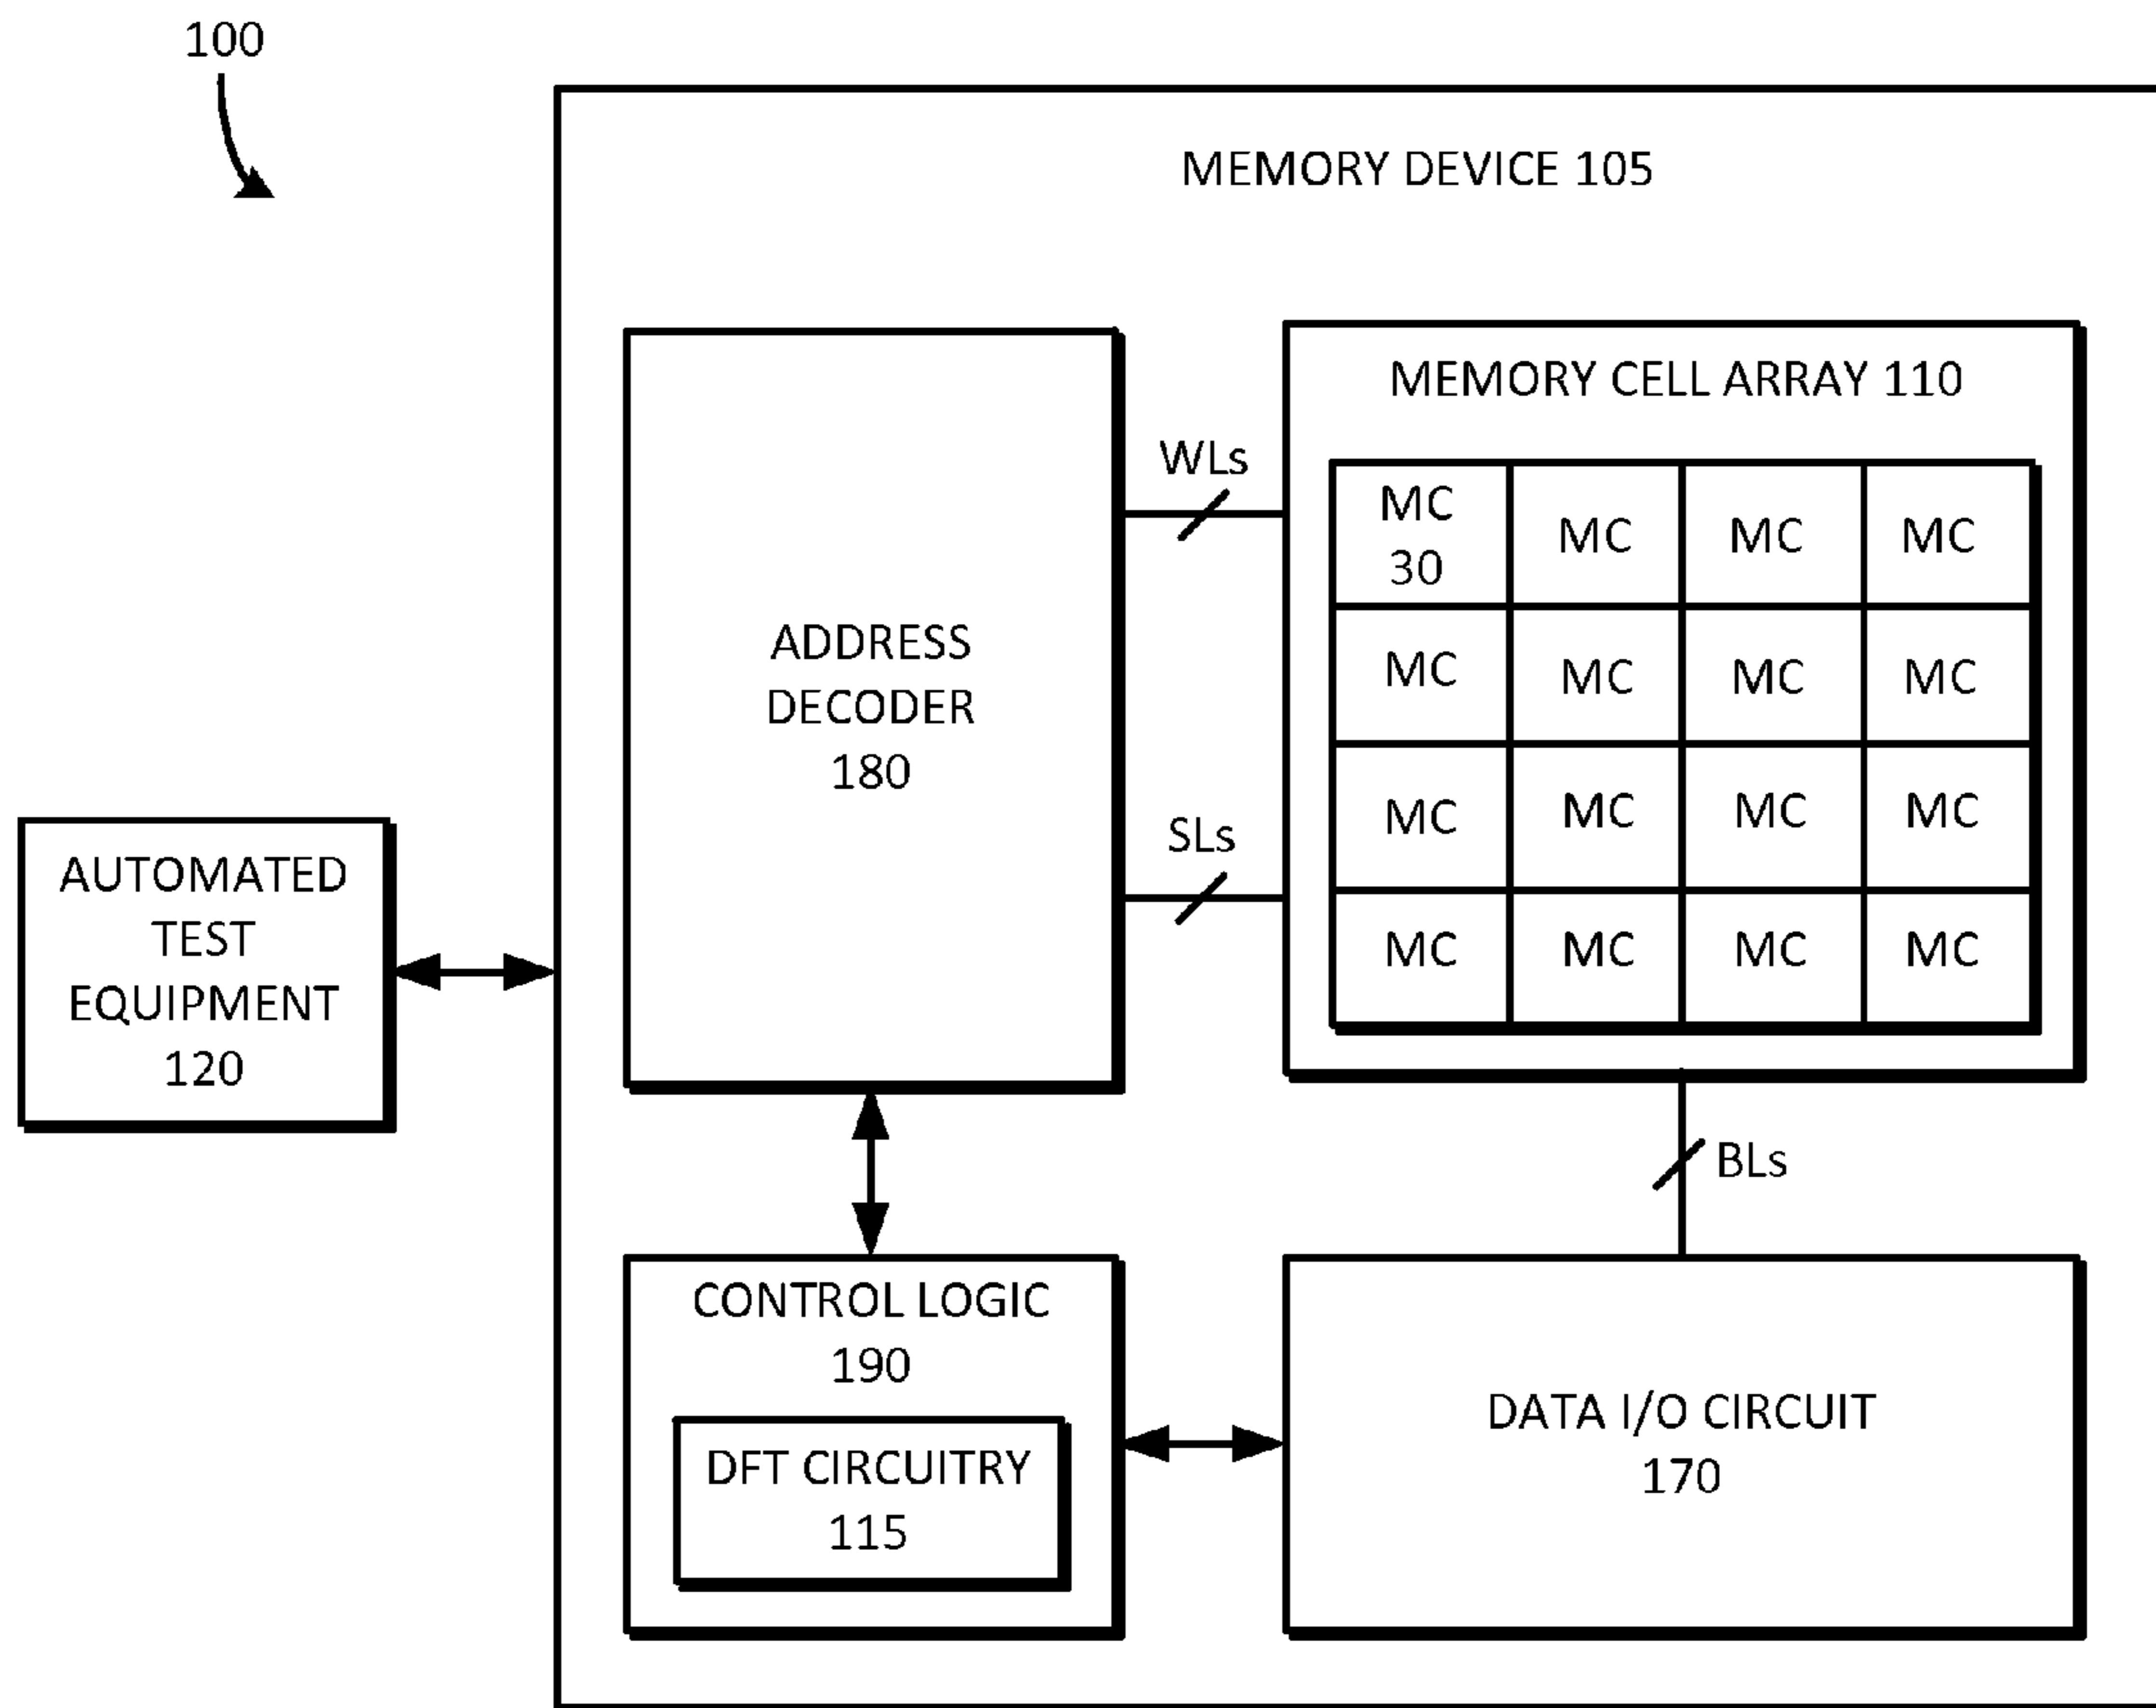 100
MEMORY DEVICE 105
ADDRESS
DECODER
180
WLs
SLs
MEMORY CELL ARRAY 110
MC
30
MC MC MC
MC MC MC MC
MC MC MC MC
MC MC MC MC
AUTOMATED
TEST
EQUIPMENT
120
BLs
CONTROL LOGIC
190
DFT CIRCUITRY
115
DATA I/O CIRCUIT
170